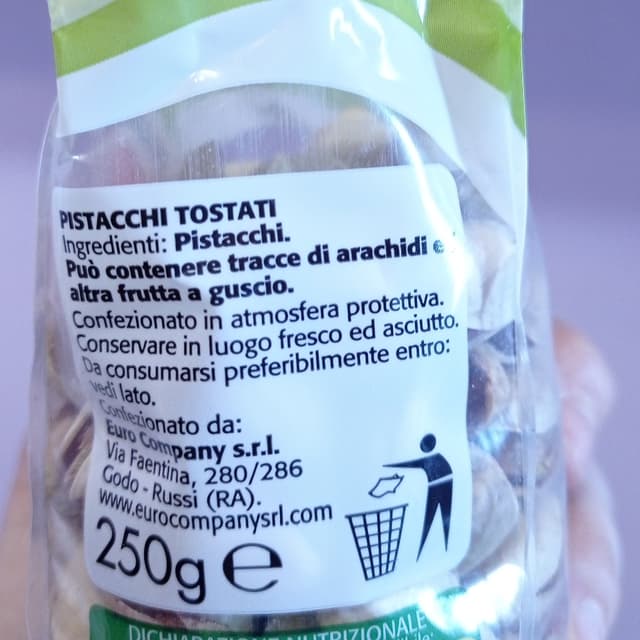 PISTACCHI TOSTATI
Ingredienti: Pistacchi.
Può contenere tracce di arachidi e
altra frutta a guscio.
Confezionato in atmosfera protettiva.
Conservare in luogo fresco ed asciutto.
Da consumarsi preferibilmente entro:
vedi lato.
Confezionato da:
Euro Company s.r.l.
Via Faentina, 280/286
Godo - Russi (RA).
www.eurocompanysrl.com
250g e
DICHIARAZIONE NUTRIZIONALE